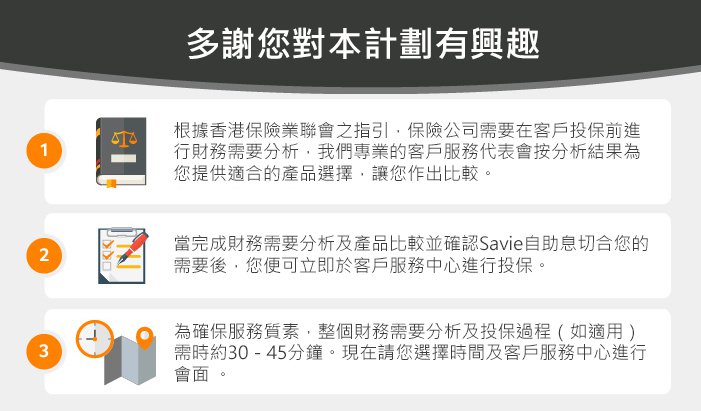 多謝您對本計劃有興趣
1
根據香港保險業聯會之指引，保險公司需要在客戶投保前進
行財務需要分析，我們專業的客戶服務代表會按分析結果為
您提供適合的產品選擇，讓您作出比較。
2
當完成財務需要分析及產品比較並確認Savie自助息切合您的
需要後，您便可立即於客戶服務中心進行投保。
3
為確保服務質素，整個財務需要分析及投保過程（如適用）
需時約30 - 45分鐘。現在請您選擇時間及客戶服務中心進行
會面 。